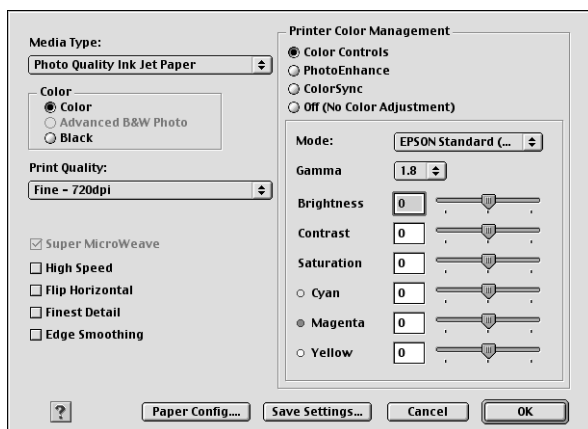 Media Type:
Photo Quality Ink Jet Paper
Color
Color
Advanced B&W Photo
Black
Print Quality:
Fine - 720dpi
Super MicroWeave
High Speed
Flip Horizontal
Finest Detail
Edge Smoothing
Printer Color Management
Color Controls
PhotoEnhance
ColorSync
Off (No Color Adjustment)
Mode: EPSON Standard (...
Gamma 1.8
Brightness 0
Contrast 0
Saturation 0
Cyan 0
Magenta 0
Yellow 0
? Paper Config.... Save Settings... Cancel OK